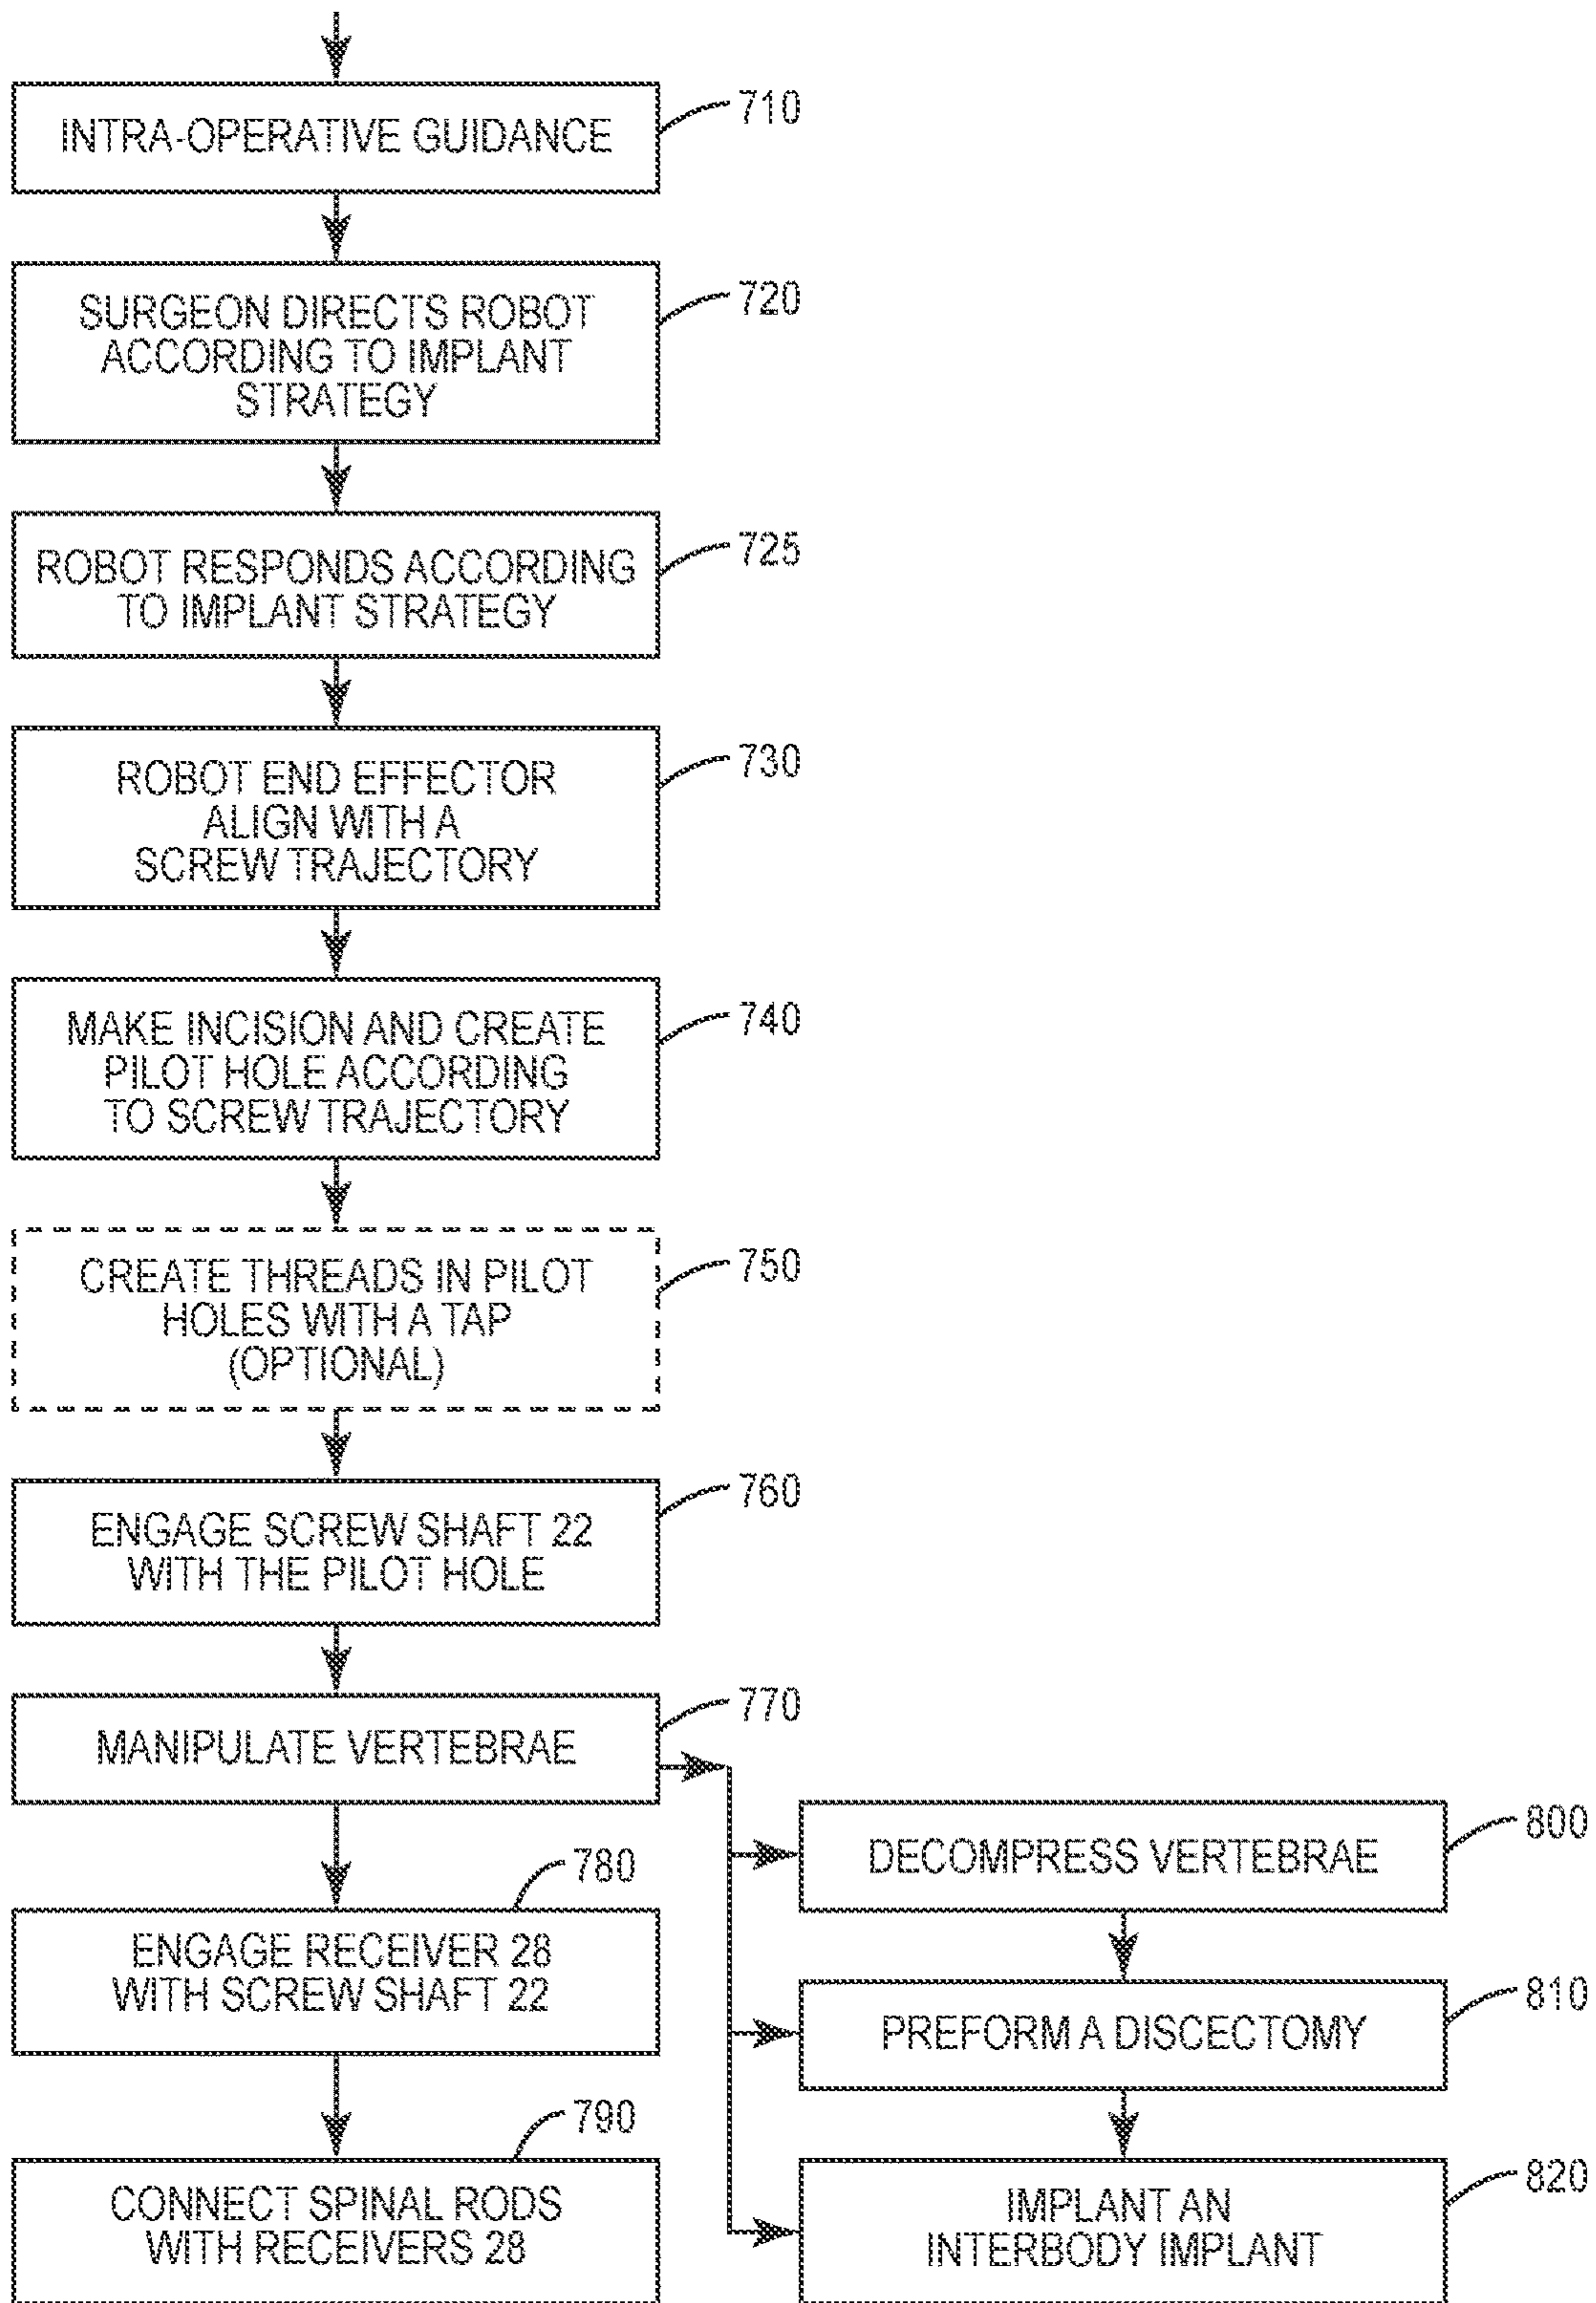 INTRA-OPERATIVE GUIDANCE
710
SURGEON DIRECTS ROBOT
ACCORDING TO IMPLANT
STRATEGY
720
ROBOT RESPONDS ACCORDING
TO IMPLANT STRATEGY
725
ROBOT END EFFECTOR
ALIGN WITH A
SCREW TRAJECTORY
730
MAKE INCISION AND CREATE
PILOT HOLE ACCORDING
TO SCREW TRAJECTORY
740
CREATE THREADS IN PILOT
HOLES WITH A TAP
(OPTIONAL)
750
ENGAGE SCREW SHAFT 22
WITH THE PILOT HOLE
760
MANIPULATE VERTEBRAE
770
780
ENGAGE RECEIVER 28
WITH SCREW SHAFT 22
790
CONNECT SPINAL RODS
WITH RECEIVERS 28
DECOMPRESS VERTEBRAE
800
PREFORM A DISCECTOMY
810
IMPLANT AN
INTERBODY IMPLANT
820